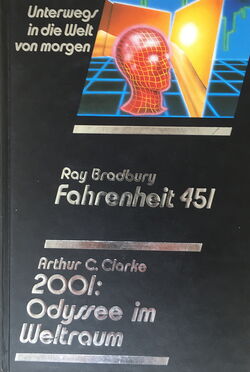 Unterwegs
in die Welt
von morgen
Ray Bradbury
Fahrenheit 451
Arthur C. Clarke
2001:
Odyssee im
Weltraum